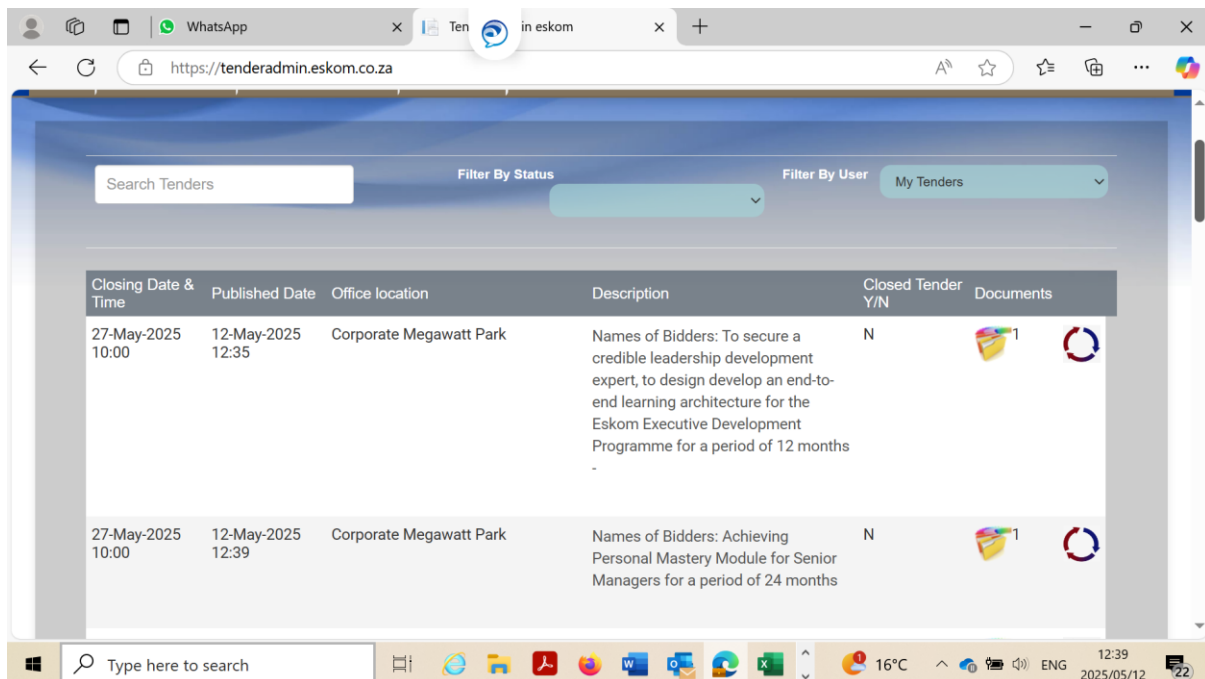 WhatsApp
Ten in eskom
https://tenderadmin.eskom.co.za
Search Tenders
Filter By Status
Filter By User
My Tenders
Closing Date &
Time
Published Date
Office location
Description
Closed Tender
Y/N
Documents
27-May-2025
10:00
12-May-2025
12:35
Corporate Megawatt Park
Names of Bidders: To secure a
credible leadership development
expert, to design develop an end-to-
end learning architecture for the
Eskom Executive Development
Programme for a period of 12 months
-
N
1
27-May-2025
10:00
12-May-2025
12:39
Corporate Megawatt Park
Names of Bidders: Achieving
Personal Mastery Module for Senior
Managers for a period of 24 months
N
1
Type here to search
1
16°C
ENG
12:39
2025/05/12
22